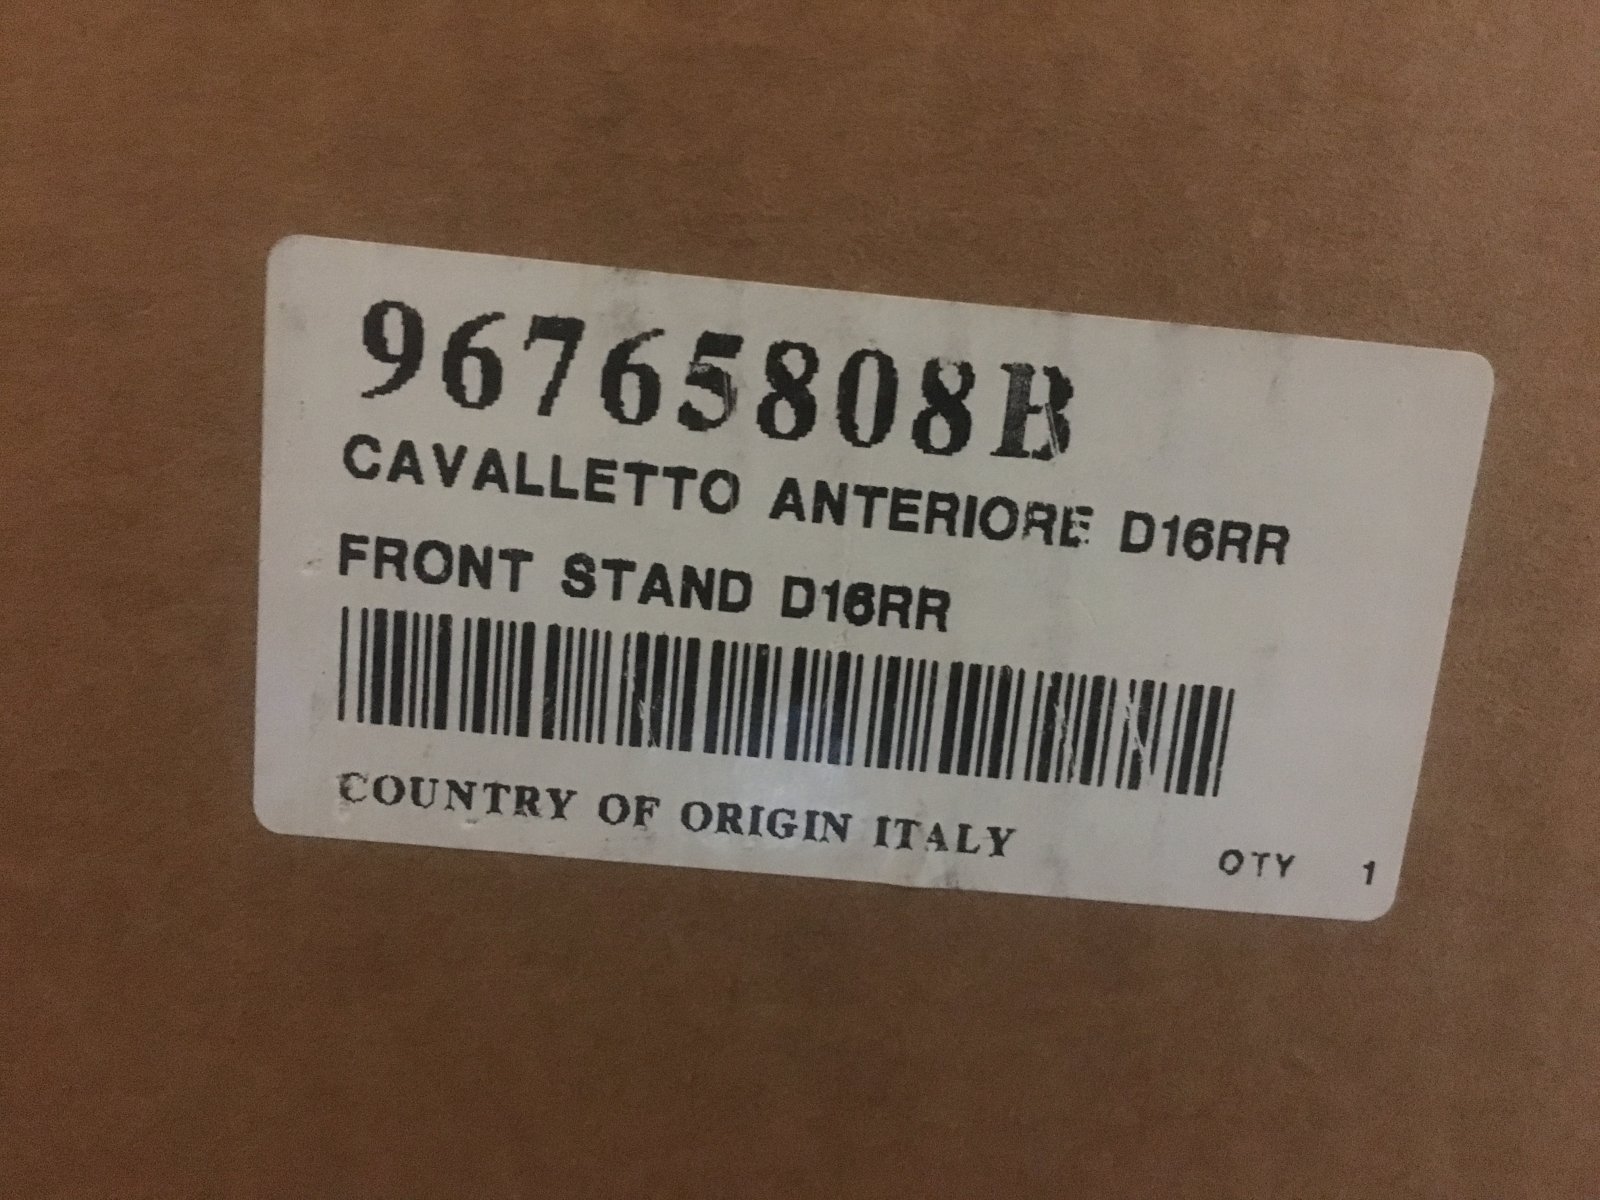 96765808B
CAVALLETTO ANTERIORE D16RR
FRONT STAND D16RR
COUNTRY OF ORIGIN ITALY
QTY 1